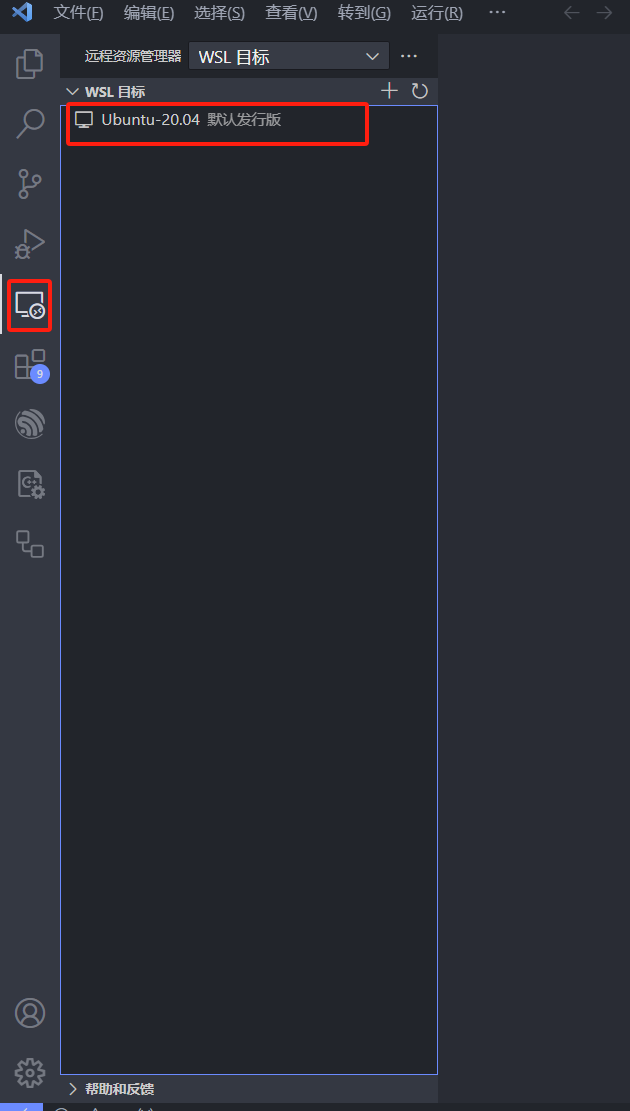 文件(F) 编辑(E) 选择(S) 查看(V) 转到(G) 运行(R) ···
远程资源管理器 WSL 目标 ···
WSL 目标
Ubuntu-20.04 默认发行版
9
帮助和反馈